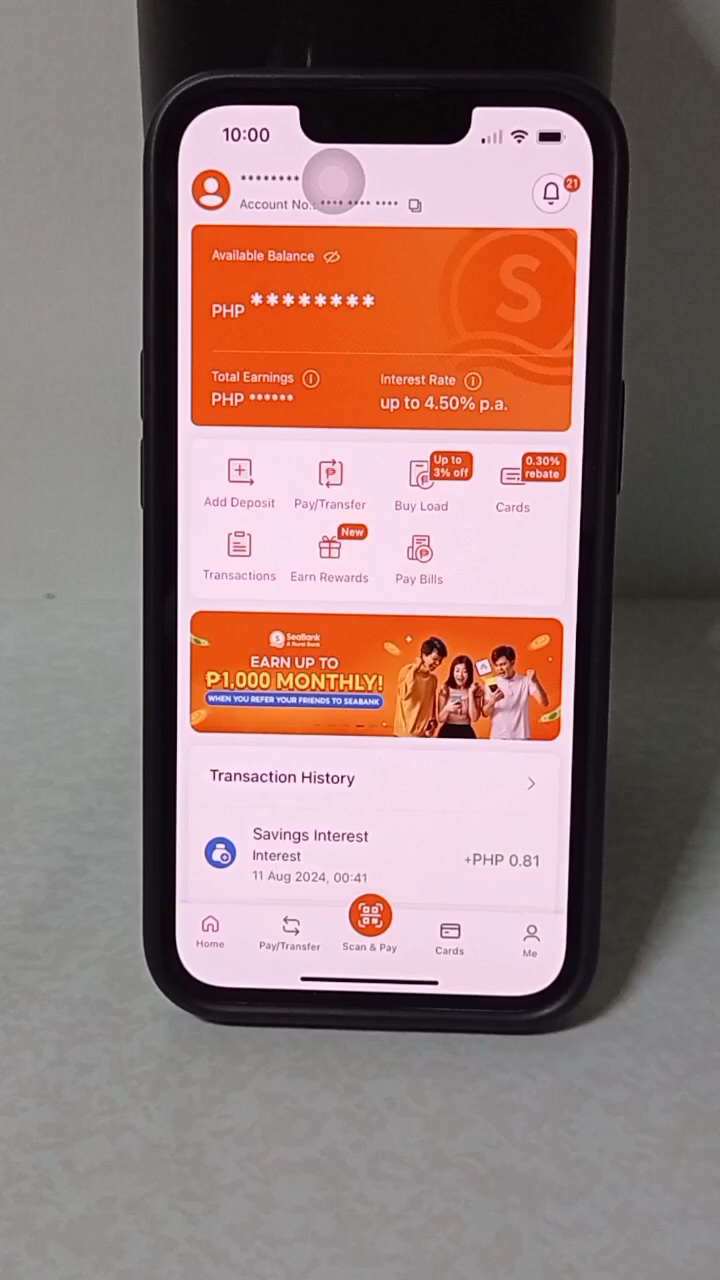 10:00
********
21
Account No.: **** **** ****
Available Balance
PHP ********
Total Earnings
PHP ******
Interest Rate
up to 4.50% p.a.
Add Deposit
Pay/Transfer
Up to
3% off
Buy Load
0.30%
rebate
Cards
Transactions
New
Earn Rewards
Pay Bills
SeaBank
A Rural Bank
EARN UP TO
₱1,000 MONTHLY!
WHEN YOU REFER YOUR FRIENDS TO SEABANK
Transaction History
Savings Interest
Interest
11 Aug 2024, 00:41
+PHP 0.81
Home
Pay/Transfer
Scan & Pay
Cards
Me